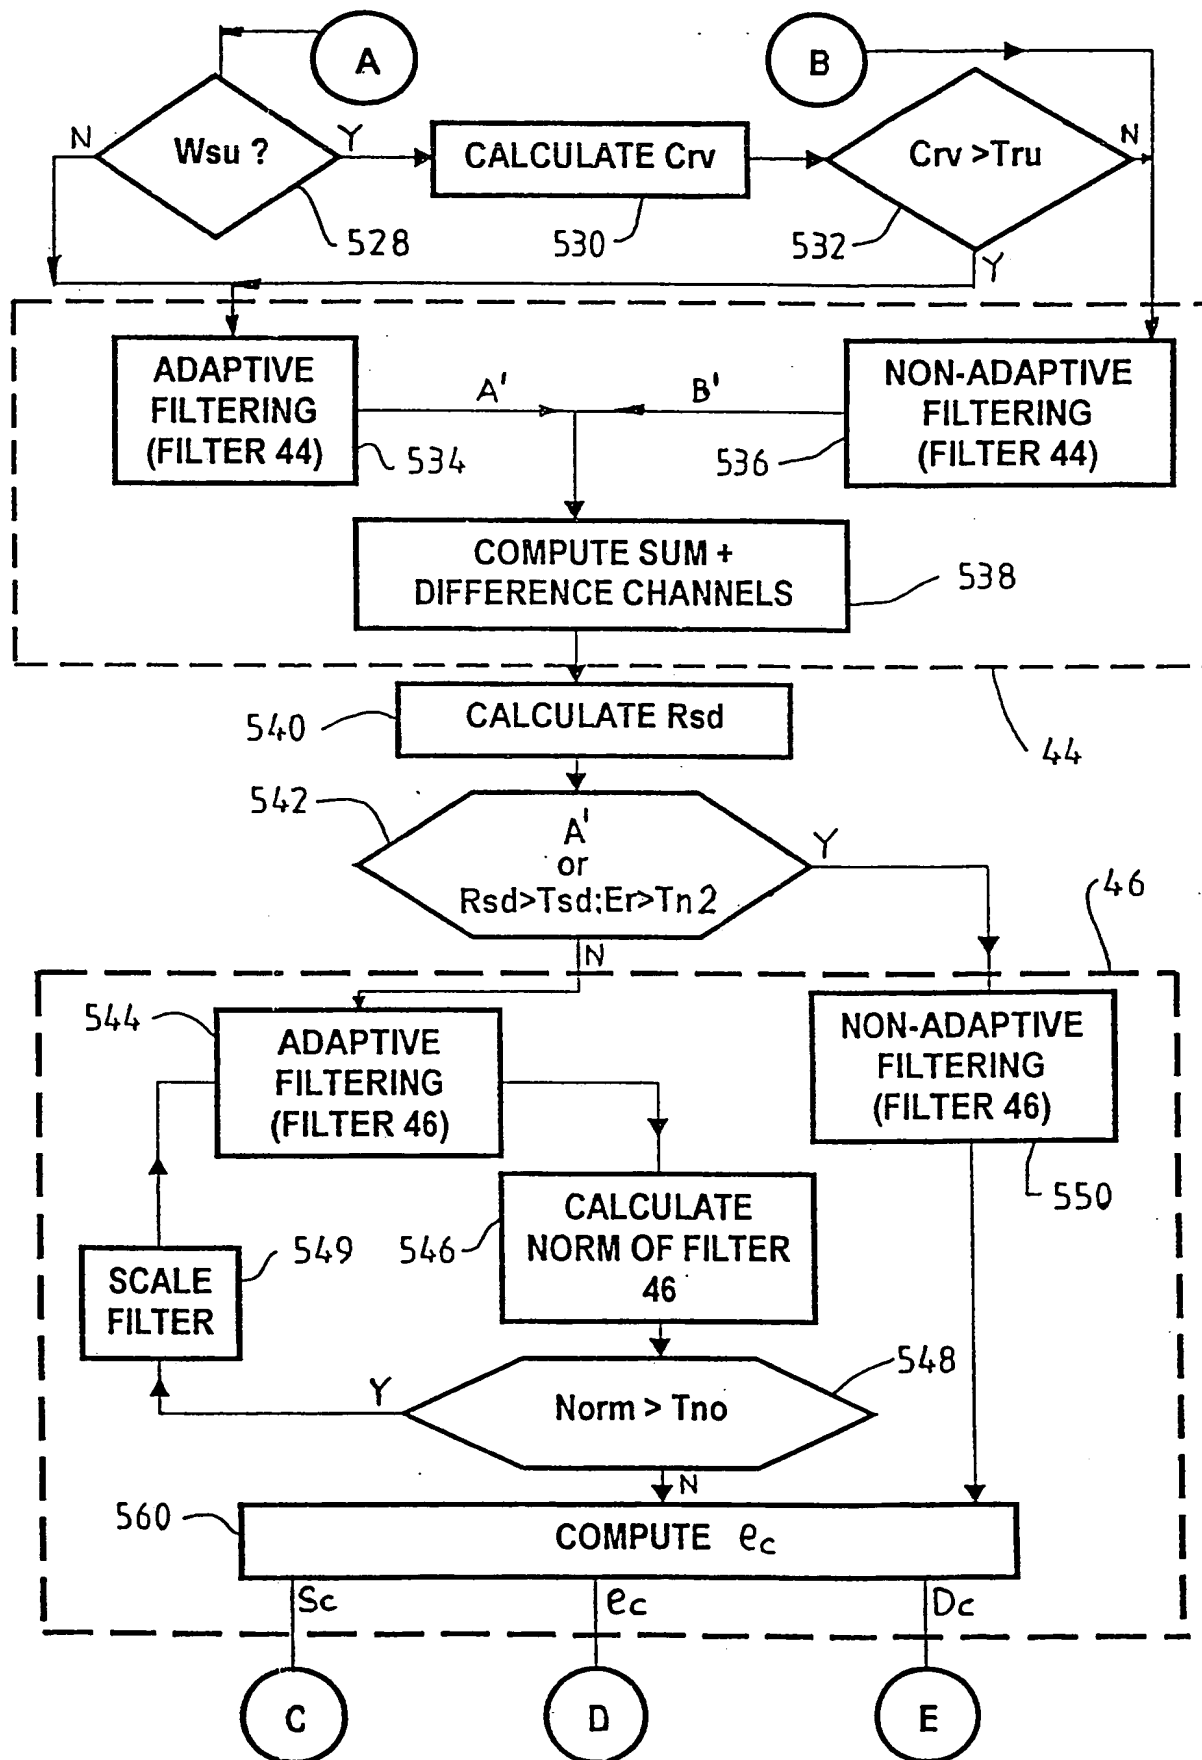 A
B
N
Wsu ?
Y
CALCULATE Crv
Crv >Tru
N
528
530
532
Y
ADAPTIVE
FILTERING
(FILTER 44)
A'
B'
NON-ADAPTIVE
FILTERING
(FILTER 44)
534
536
COMPUTE SUM +
DIFFERENCE CHANNELS
538
540
CALCULATE Rsd
44
542
A'
or
Rsd>Tsd;Er>Tn2
Y
N
46
544
ADAPTIVE
FILTERING
(FILTER 46)
NON-ADAPTIVE
FILTERING
(FILTER 46)
550
549
546
CALCULATE
NORM OF FILTER
46
SCALE
FILTER
548
Y
Norm > Tno
N
560
COMPUTE ec
Sc
ec
Dc
C
D
E